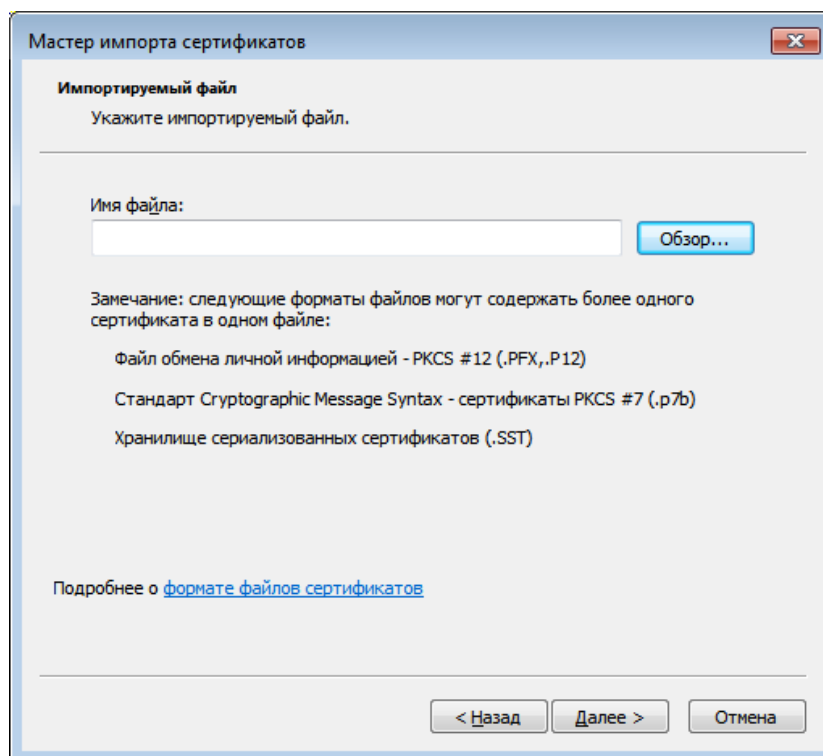 Мастер импорта сертификатов
Импортируемый файл
Укажите импортируемый файл.
Имя файла:
Обзор...
Замечание: следующие форматы файлов могут содержать более одного
сертификата в одном файле:
Файл обмена личной информацией - PKCS #12 (.PFX,.P12)
Стандарт Cryptographic Message Syntax - сертификаты PKCS #7 (.p7b)
Хранилище сериализованных сертификатов (.SST)
Подробнее о формате файлов сертификатов
< Назад Далее > Отмена